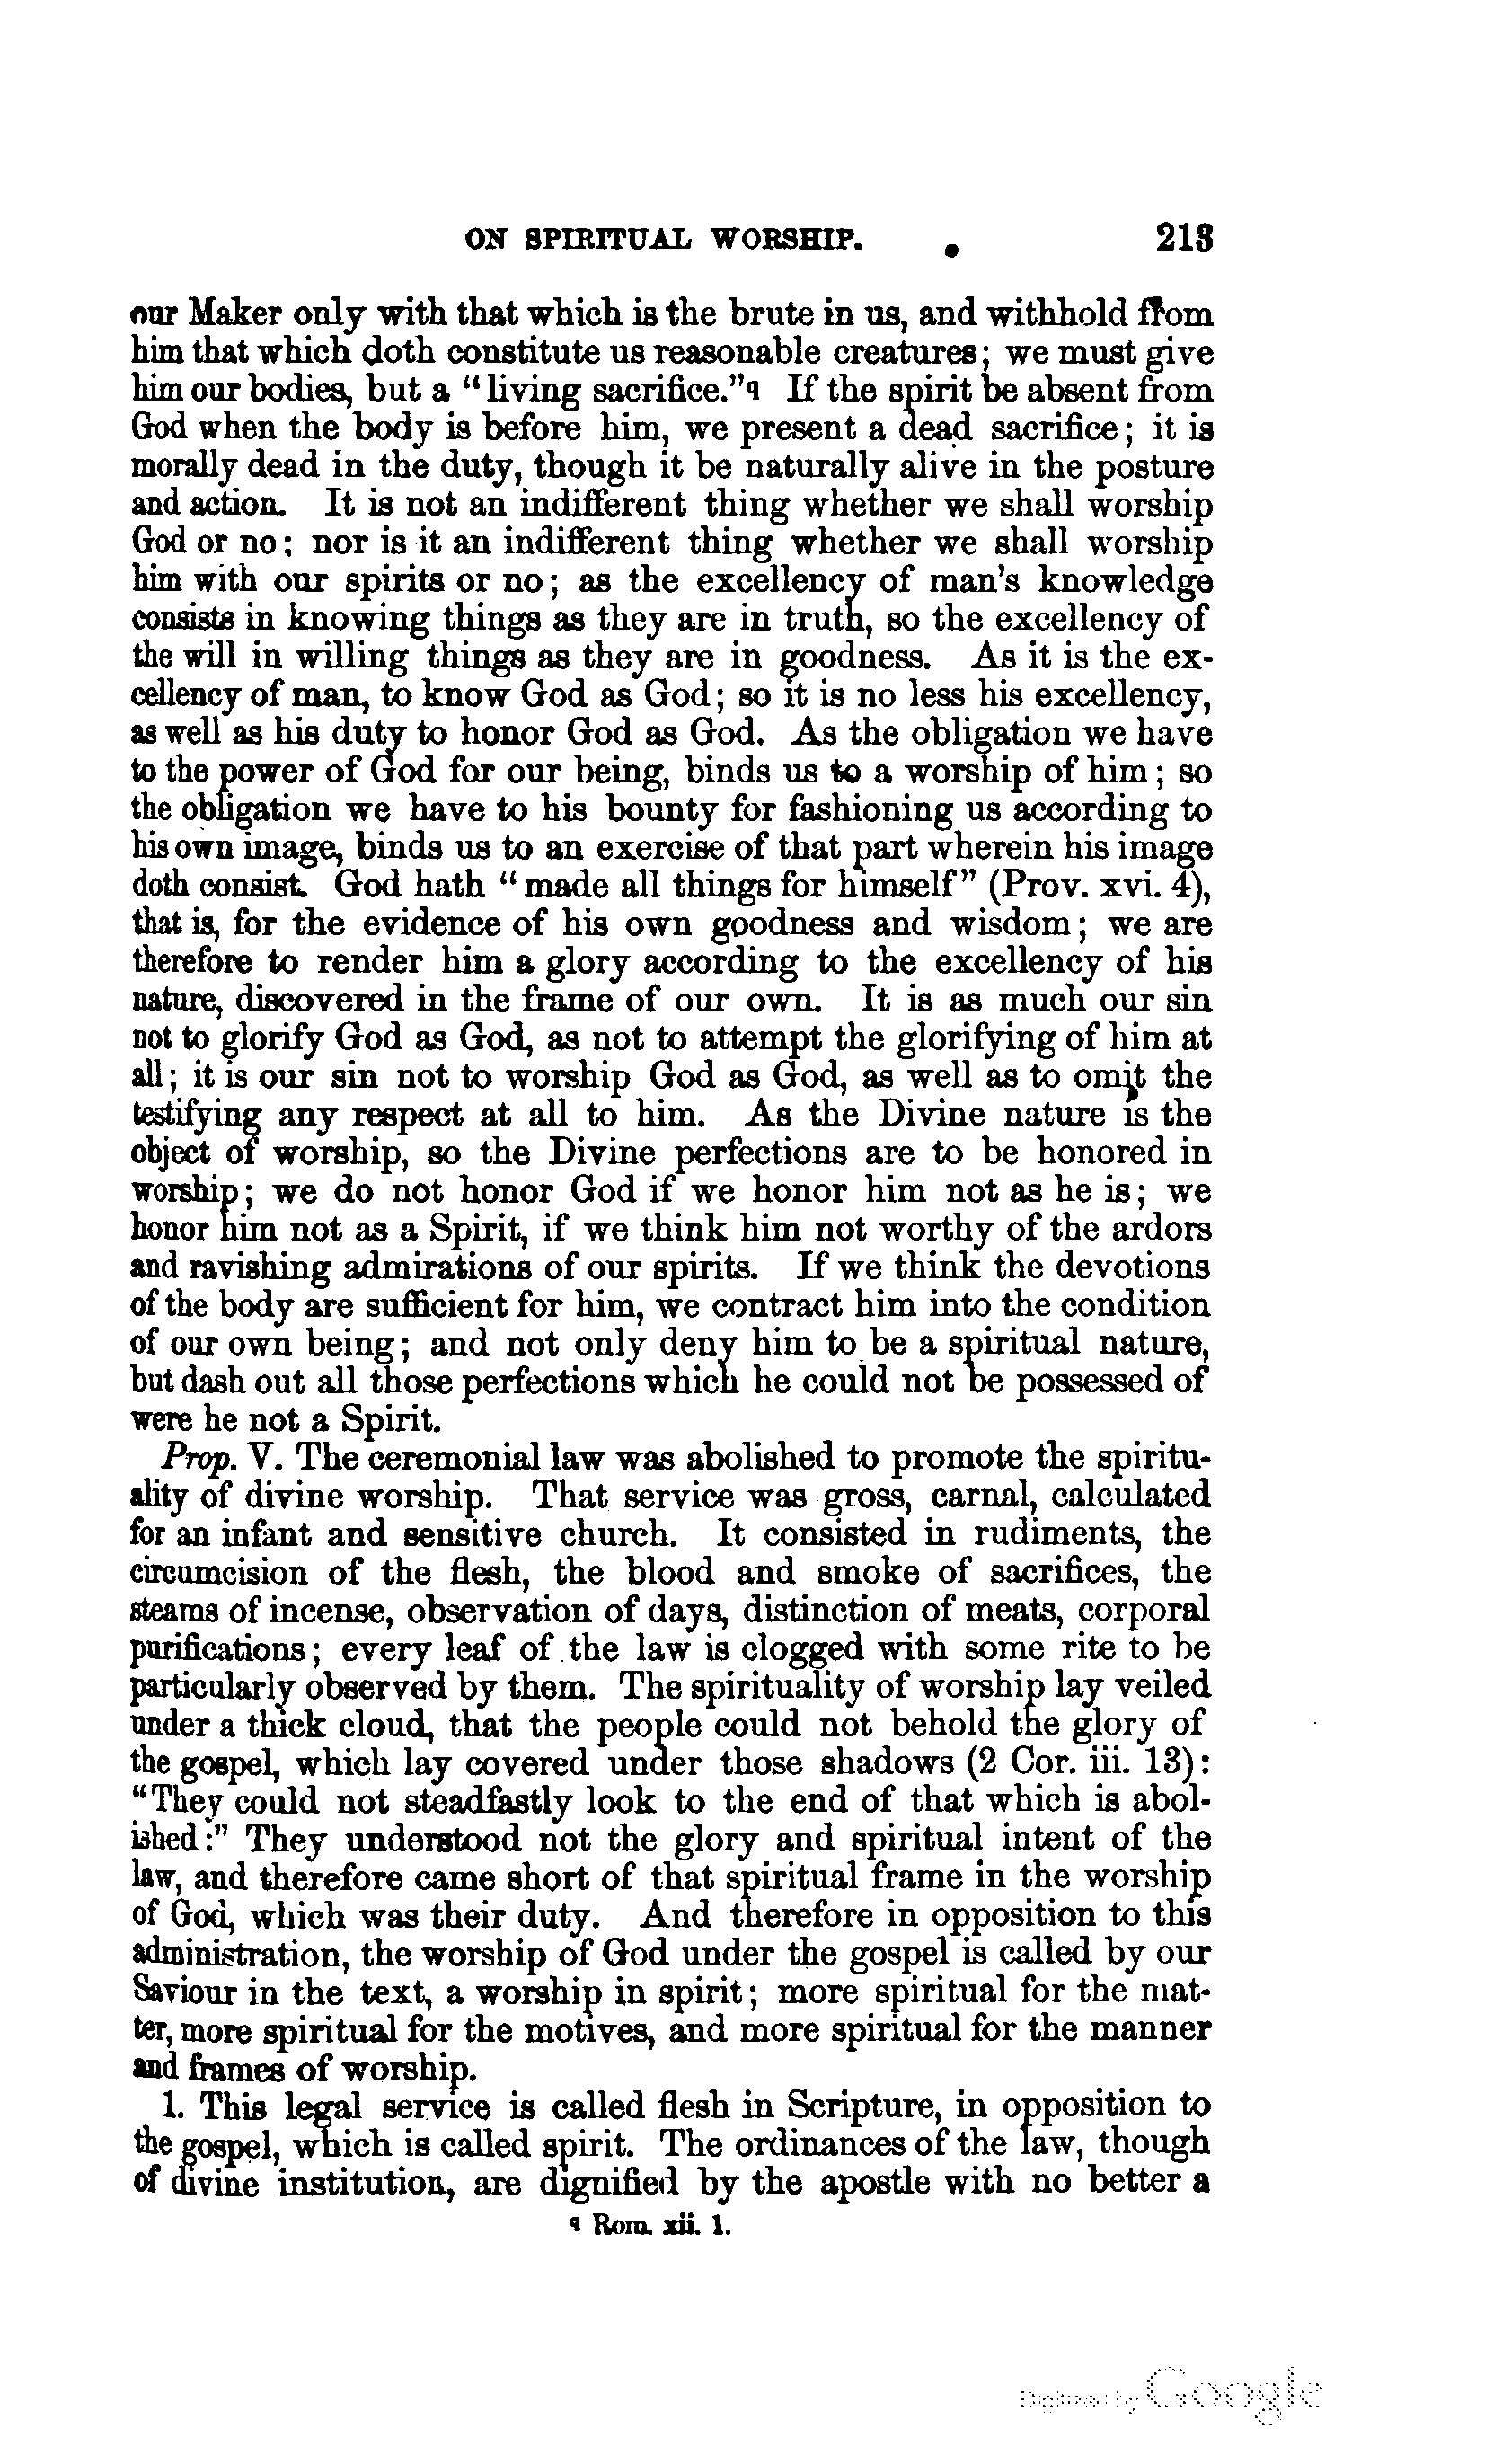 ON SPIRITUAL WORSHIP. 213
our Maker only with that which is the brute in us, and withhold from
him that which doth constitute us reasonable creatures; we must give
him our bodies, but a “living sacrifice.”q If the spirit be absent from
God when the body is before him, we present a dead sacrifice; it is
morally dead in the duty, though it be naturally alive in the posture
and action. It is not an indifferent thing whether we shall worship
God or no; nor is it an indifferent thing whether we shall worship
him with our spirits or no; as the excellency of man's knowledge
consists in knowing things as they are in truth, so the excellency of
the will in willing things as they are in goodness. As it is the ex-
cellency of man, to know God as God; so it is no less his excellency,
as well as his duty to honor God as God. As the obligation we have
to the power of God for our being, binds us to a worship of him; so
the obligation we have to his bounty for fashioning us according to
his own image, binds us to an exercise of that part wherein his image
doth consist. God hath “made all things for himself” (Prov. xvi. 4),
that is, for the evidence of his own goodness and wisdom; we are
therefore to render him a glory according to the excellency of his
nature, discovered in the frame of our own. It is as much our sin
not to glorify God as God, as not to attempt the glorifying of him at
all; it is our sin not to worship God as God, as well as to omit the
testifying any respect at all to him. As the Divine nature is the
object of worship, so the Divine perfections are to be honored in
worship; we do not honor God if we honor him not as he is; we
honor him not as a Spirit, if we think him not worthy of the ardors
and ravishing admirations of our spirits. If we think the devotions
of the body are sufficient for him, we contract him into the condition
of our own being; and not only deny him to be a spiritual nature,
but dash out all those perfections which he could not be possessed of
were he not a Spirit.
Prop. V. The ceremonial law was abolished to promote the spiritu-
ality of divine worship. That service was gross, carnal, calculated
for an infant and sensitive church. It consisted in rudiments, the
circumcision of the flesh, the blood and smoke of sacrifices, the
steams of incense, observation of days, distinction of meats, corporal
purifications; every leaf of the law is clogged with some rite to be
particularly observed by them. The spirituality of worship lay veiled
under a thick cloud, that the people could not behold the glory of
the gospel, which lay covered under those shadows (2 Cor. iii. 13):
“They could not steadfastly look to the end of that which is abol-
ished:” They understood not the glory and spiritual intent of the
law, and therefore came short of that spiritual frame in the worship
of God, which was their duty. And therefore in opposition to this
administration, the worship of God under the gospel is called by our
Saviour in the text, a worship in spirit; more spiritual for the mat-
ter, more spiritual for the motives, and more spiritual for the manner
and frames of worship.
1. This legal service is called flesh in Scripture, in opposition to
the gospel, which is called spirit. The ordinances of the law, though
of divine institution, are dignified by the apostle with no better a
q Rom. xii. 1.
Digitized by Google